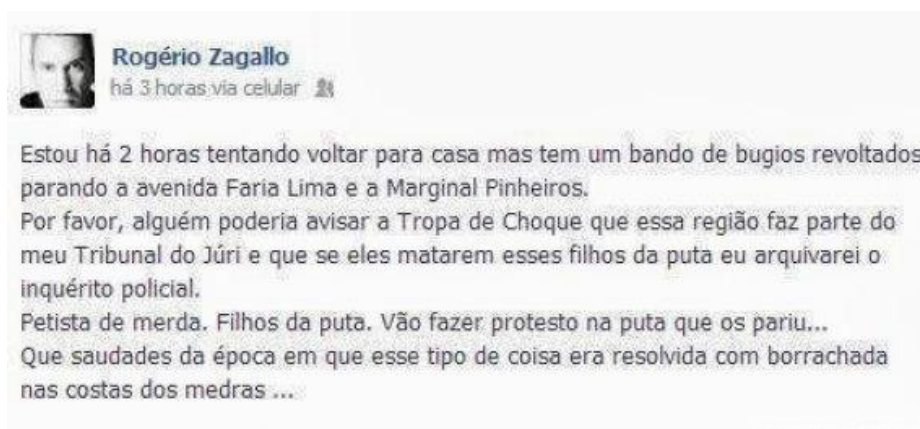 Rogério Zagallo
há 3 horas via celular
Estou há 2 horas tentando voltar para casa mas tem um bando de bugios revoltados
parando a avenida Faria Lima e a Marginal Pinheiros.
Por favor, alguém poderia avisar a Tropa de Choque que essa região faz parte do
meu Tribunal do Júri e que se eles matarem esses filhos da puta eu arquivarei o
inquérito policial.
Petista de merda. Filhos da puta. Vão fazer protesto na puta que os pariu...
Que saudades da época em que esse tipo de coisa era resolvida com borrachada
nas costas dos medras ...